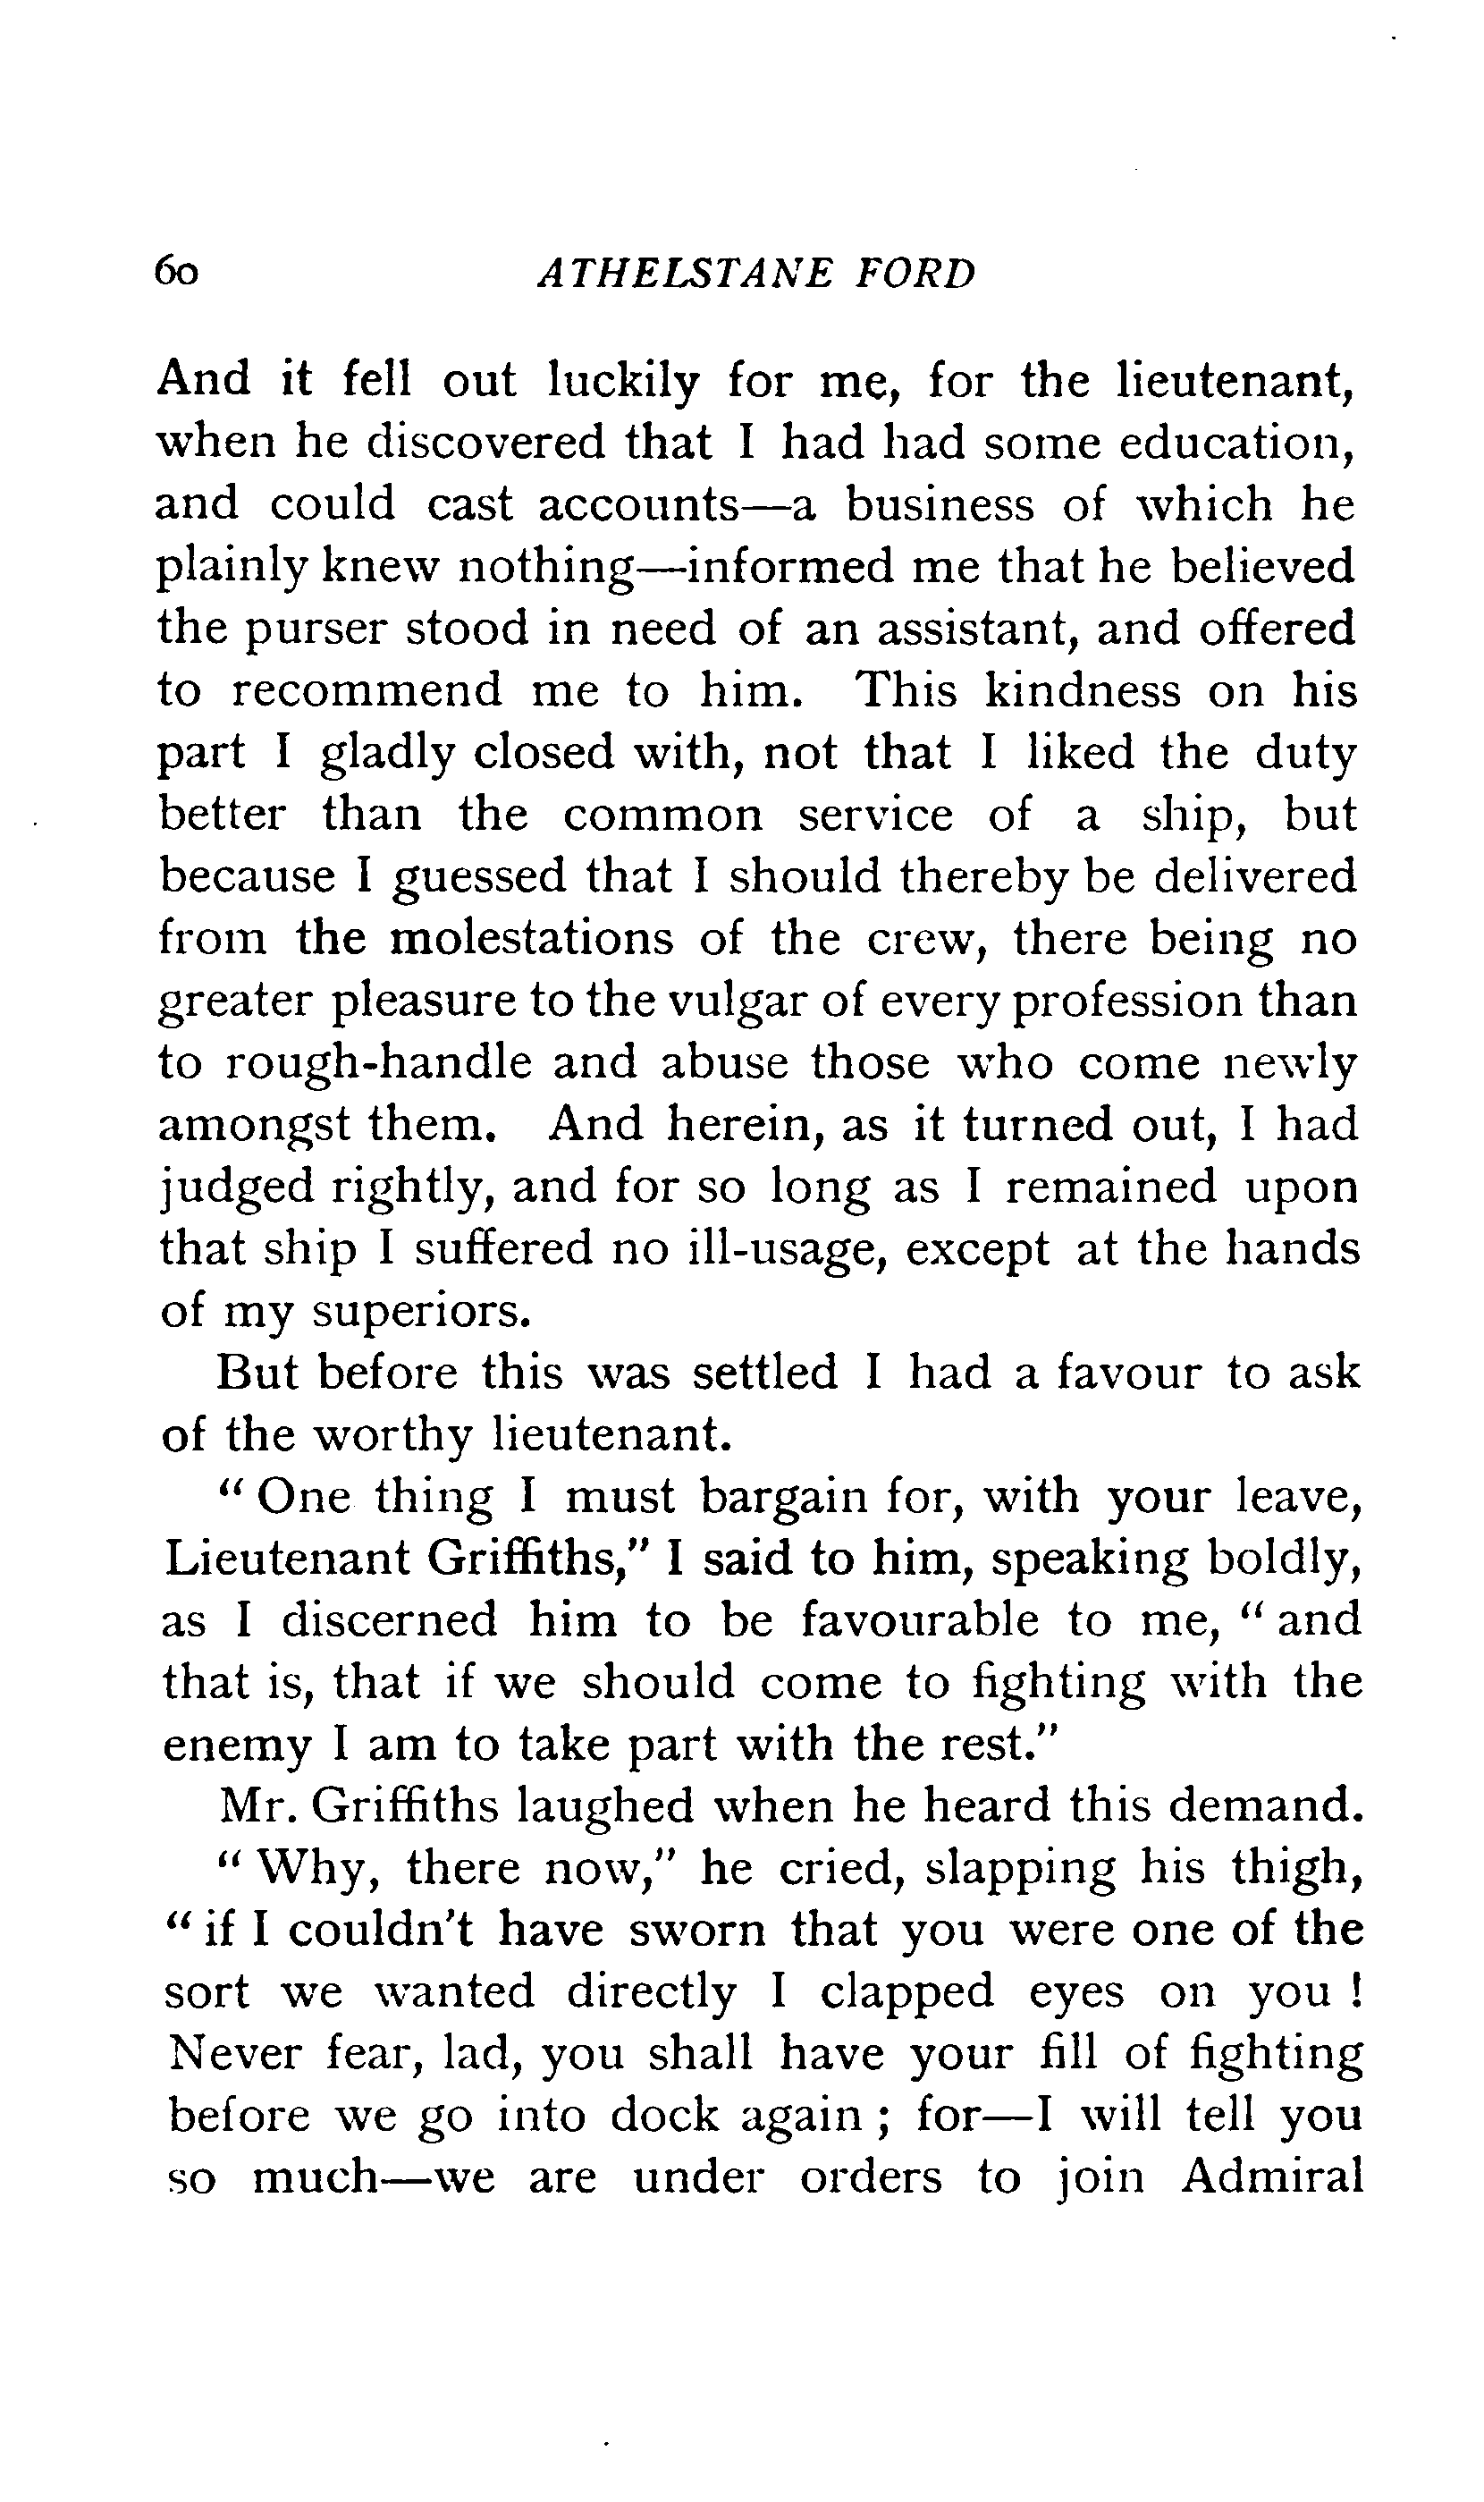 60 ATHELSTANE FORD
And it fell out luckily for me, for the lieutenant,
when he discovered that I had had some education,
and could cast accounts—a business of which he
plainly knew nothing—informed me that he believed
the purser stood in need of an assistant, and offered
to recommend me to him. This kindness on his
part I gladly closed with, not that I liked the duty
better than the common service of a ship, but
because I guessed that I should thereby be delivered
from the molestations of the crew, there being no
greater pleasure to the vulgar of every profession than
to rough-handle and abuse those who come newly
amongst them. And herein, as it turned out, I had
judged rightly, and for so long as I remained upon
that ship I suffered no ill-usage, except at the hands
of my superiors.
But before this was settled I had a favour to ask
of the worthy lieutenant.
" One thing I must bargain for, with your leave,
Lieutenant Griffiths," I said to him, speaking boldly,
as I discerned him to be favourable to me, " and
that is, that if we should come to fighting with the
enemy I am to take part with the rest."
Mr. Griffiths laughed when he heard this demand.
" Why, there now," he cried, slapping his thigh,
" if I couldn't have sworn that you were one of the
sort we wanted directly I clapped eyes on you !
Never fear, lad, you shall have your fill of fighting
before we go into dock again ; for—I will tell you
so much—we are under orders to join Admiral